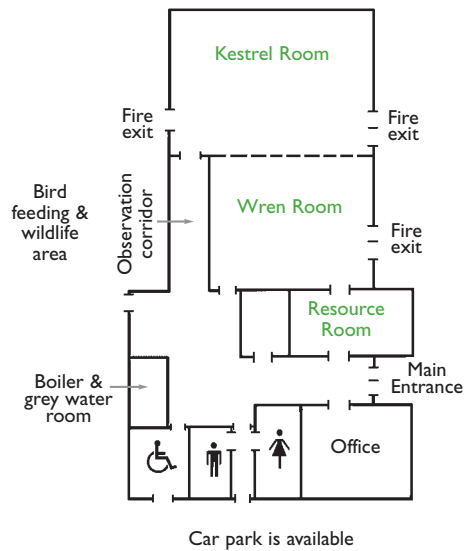 Kestrel Room
Fire
exit
Fire
exit
Bird
feeding &
wildlife
area
Observation
corridor
Wren Room
Fire
exit
Resource
Room
Main
Entrance
Boiler &
grey water
room
Office
Car park is available